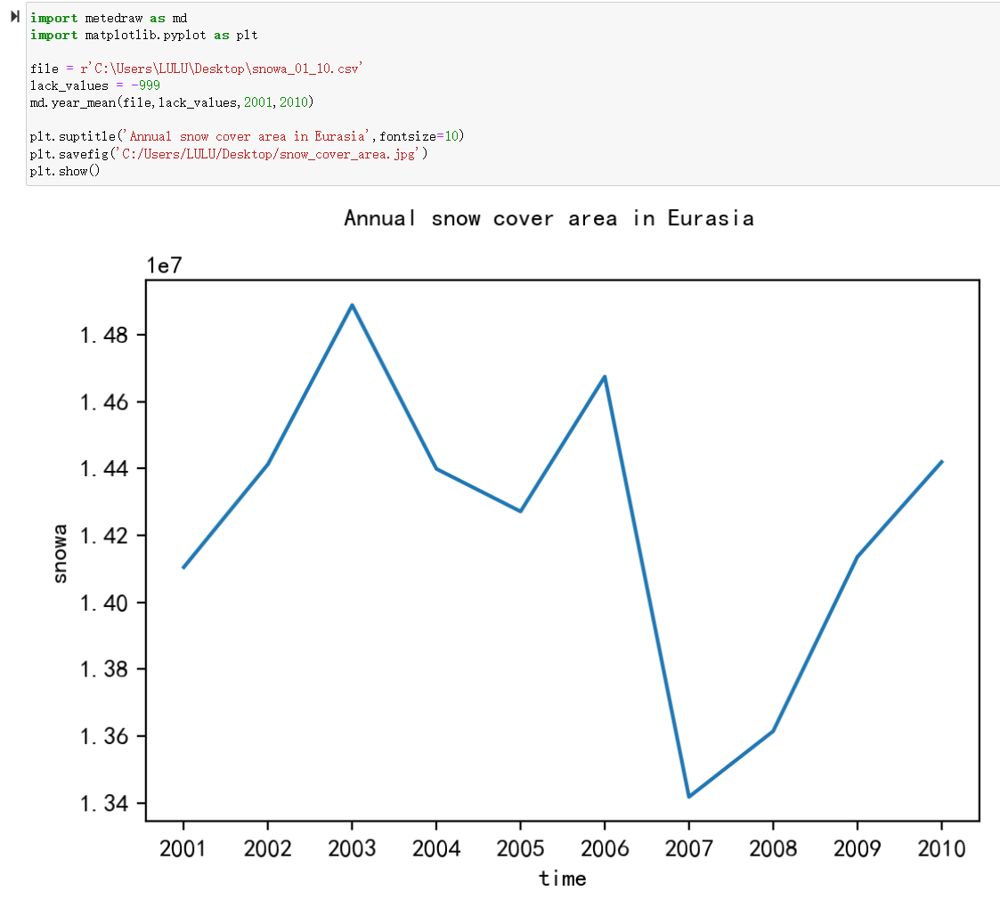 import metedraw as md
import matplotlib.pyplot as plt
file = r'C:\Users\LULU\Desktop\snowa_01_10.csv'
lack_values = -999
md.year_mean(file,lack_values,2001,2010)
plt.suptitle('Annual snow cover area in Eurasia',fontsize=10)
plt.savefig('C:/Users/LULU/Desktop/snow_cover_area.jpg')
plt.show()
Annual snow cover area in Eurasia
1e7
1.48
1.46
1.44
1.42
1.40
1.38
1.36
1.34
snowa
2001 2002 2003 2004 2005 2006 2007 2008 2009 2010
time